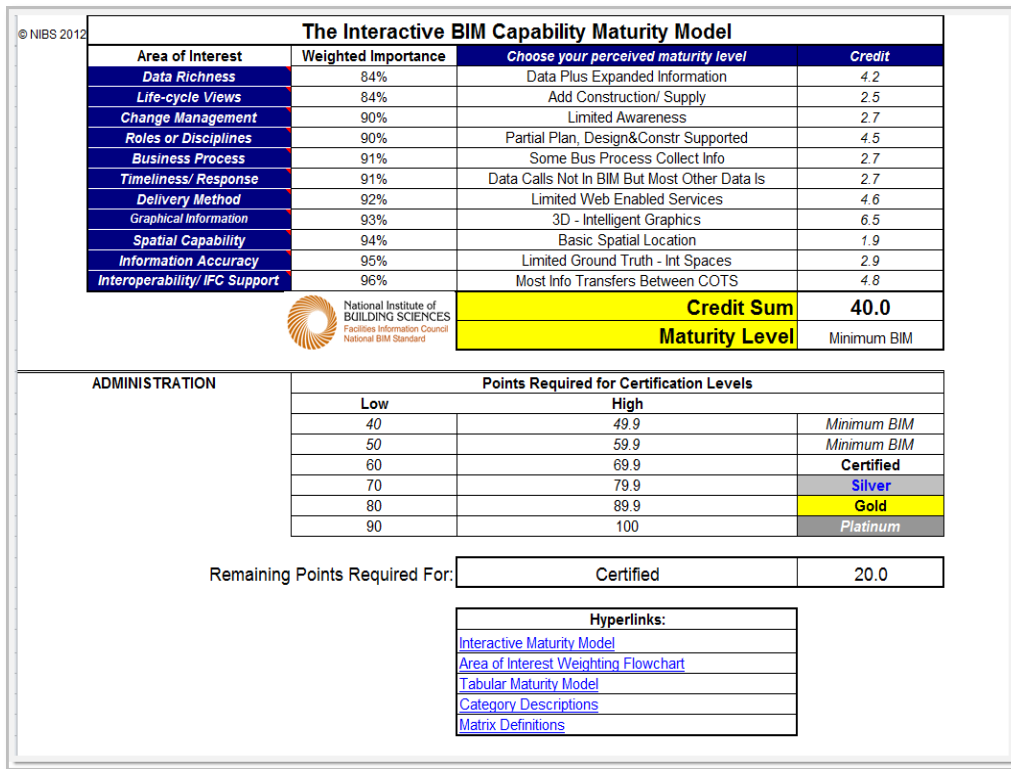 © NIBS 2012
The Interactive BIM Capability Maturity Model
Area of Interest Weighted Importance Choose your perceived maturity level Credit
Data Richness 84% Data Plus Expanded Information 4.2
Life-cycle Views 84% Add Construction/ Supply 2.5
Change Management 90% Limited Awareness 2.7
Roles or Disciplines 90% Partial Plan, Design&Constr Supported 4.5
Business Process 91% Some Bus Process Collect Info 2.7
Timeliness/ Response 91% Data Calls Not In BIM But Most Other Data Is 2.7
Delivery Method 92% Limited Web Enabled Services 4.6
Graphical Information 93% 3D - Intelligent Graphics 6.5
Spatial Capability 94% Basic Spatial Location 1.9
Information Accuracy 95% Limited Ground Truth - Int Spaces 2.9
Interoperability/ IFC Support 96% Most Info Transfers Between COTS 4.8
National Institute of
BUILDING SCIENCES
Facilities Information Council
National BIM Standard
Credit Sum 40.0
Maturity Level Minimum BIM
ADMINISTRATION Points Required for Certification Levels
Low High
40 49.9 Minimum BIM
50 59.9 Minimum BIM
60 69.9 Certified
70 79.9 Silver
80 89.9 Gold
90 100 Platinum
Remaining Points Required For: Certified 20.0
Hyperlinks:
Interactive Maturity Model
Area of Interest Weighting Flowchart
Tabular Maturity Model
Category Descriptions
Matrix Definitions